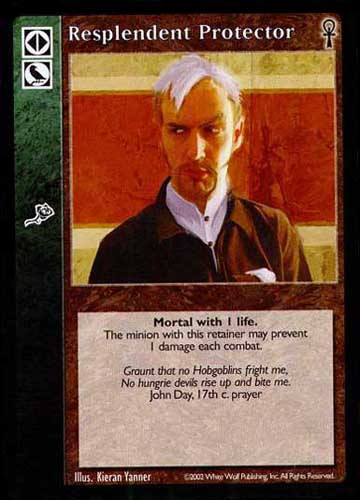 Resplendent Protector
Mortal with 1 life.
The minion with this retainer may prevent
1 damage each combat.
Graunt that no Hobgoblins fright me,
No hungrie devils rise up and bite me.
John Day, 17th c. prayer
Illus. Kieran Yanner
©2002 White Wolf Publishing, Inc. All Rights Reserved.